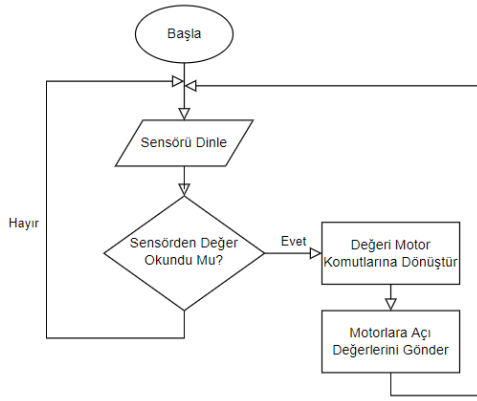 Başla
Sensörü Dinle
Hayır
Sensörden Değer
Okundu Mu?
Evet
Değeri Motor
Komutlarına Dönüştür
Motorlara Açı
Değerlerini Gönder